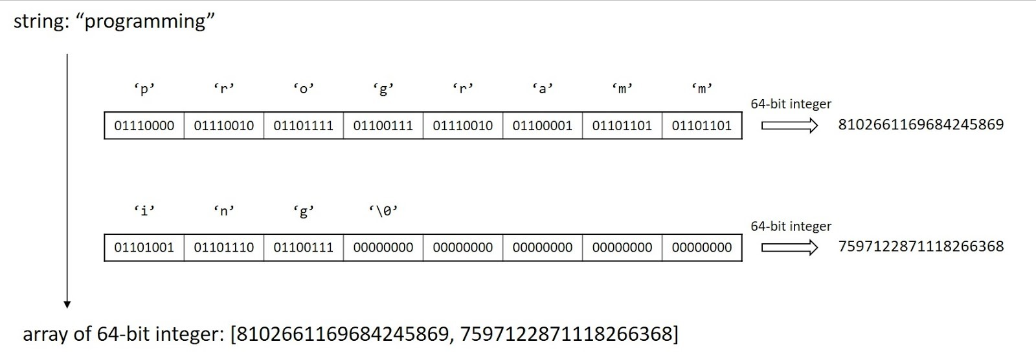 string: “programming”
‘p’ ‘r’ ‘o’ ‘g’ ‘r’ ‘a’ ‘m’ ‘m’
64-bit integer
01110000 01110010 01101111 01100111 01110010 01100001 01101101 01101101 8102661169684245869
‘i’ ‘n’ ‘g’ ‘\0’
64-bit integer
01101001 01101110 01100111 00000000 00000000 00000000 00000000 00000000 7597122871118266368
array of 64-bit integer: [8102661169684245869, 7597122871118266368]